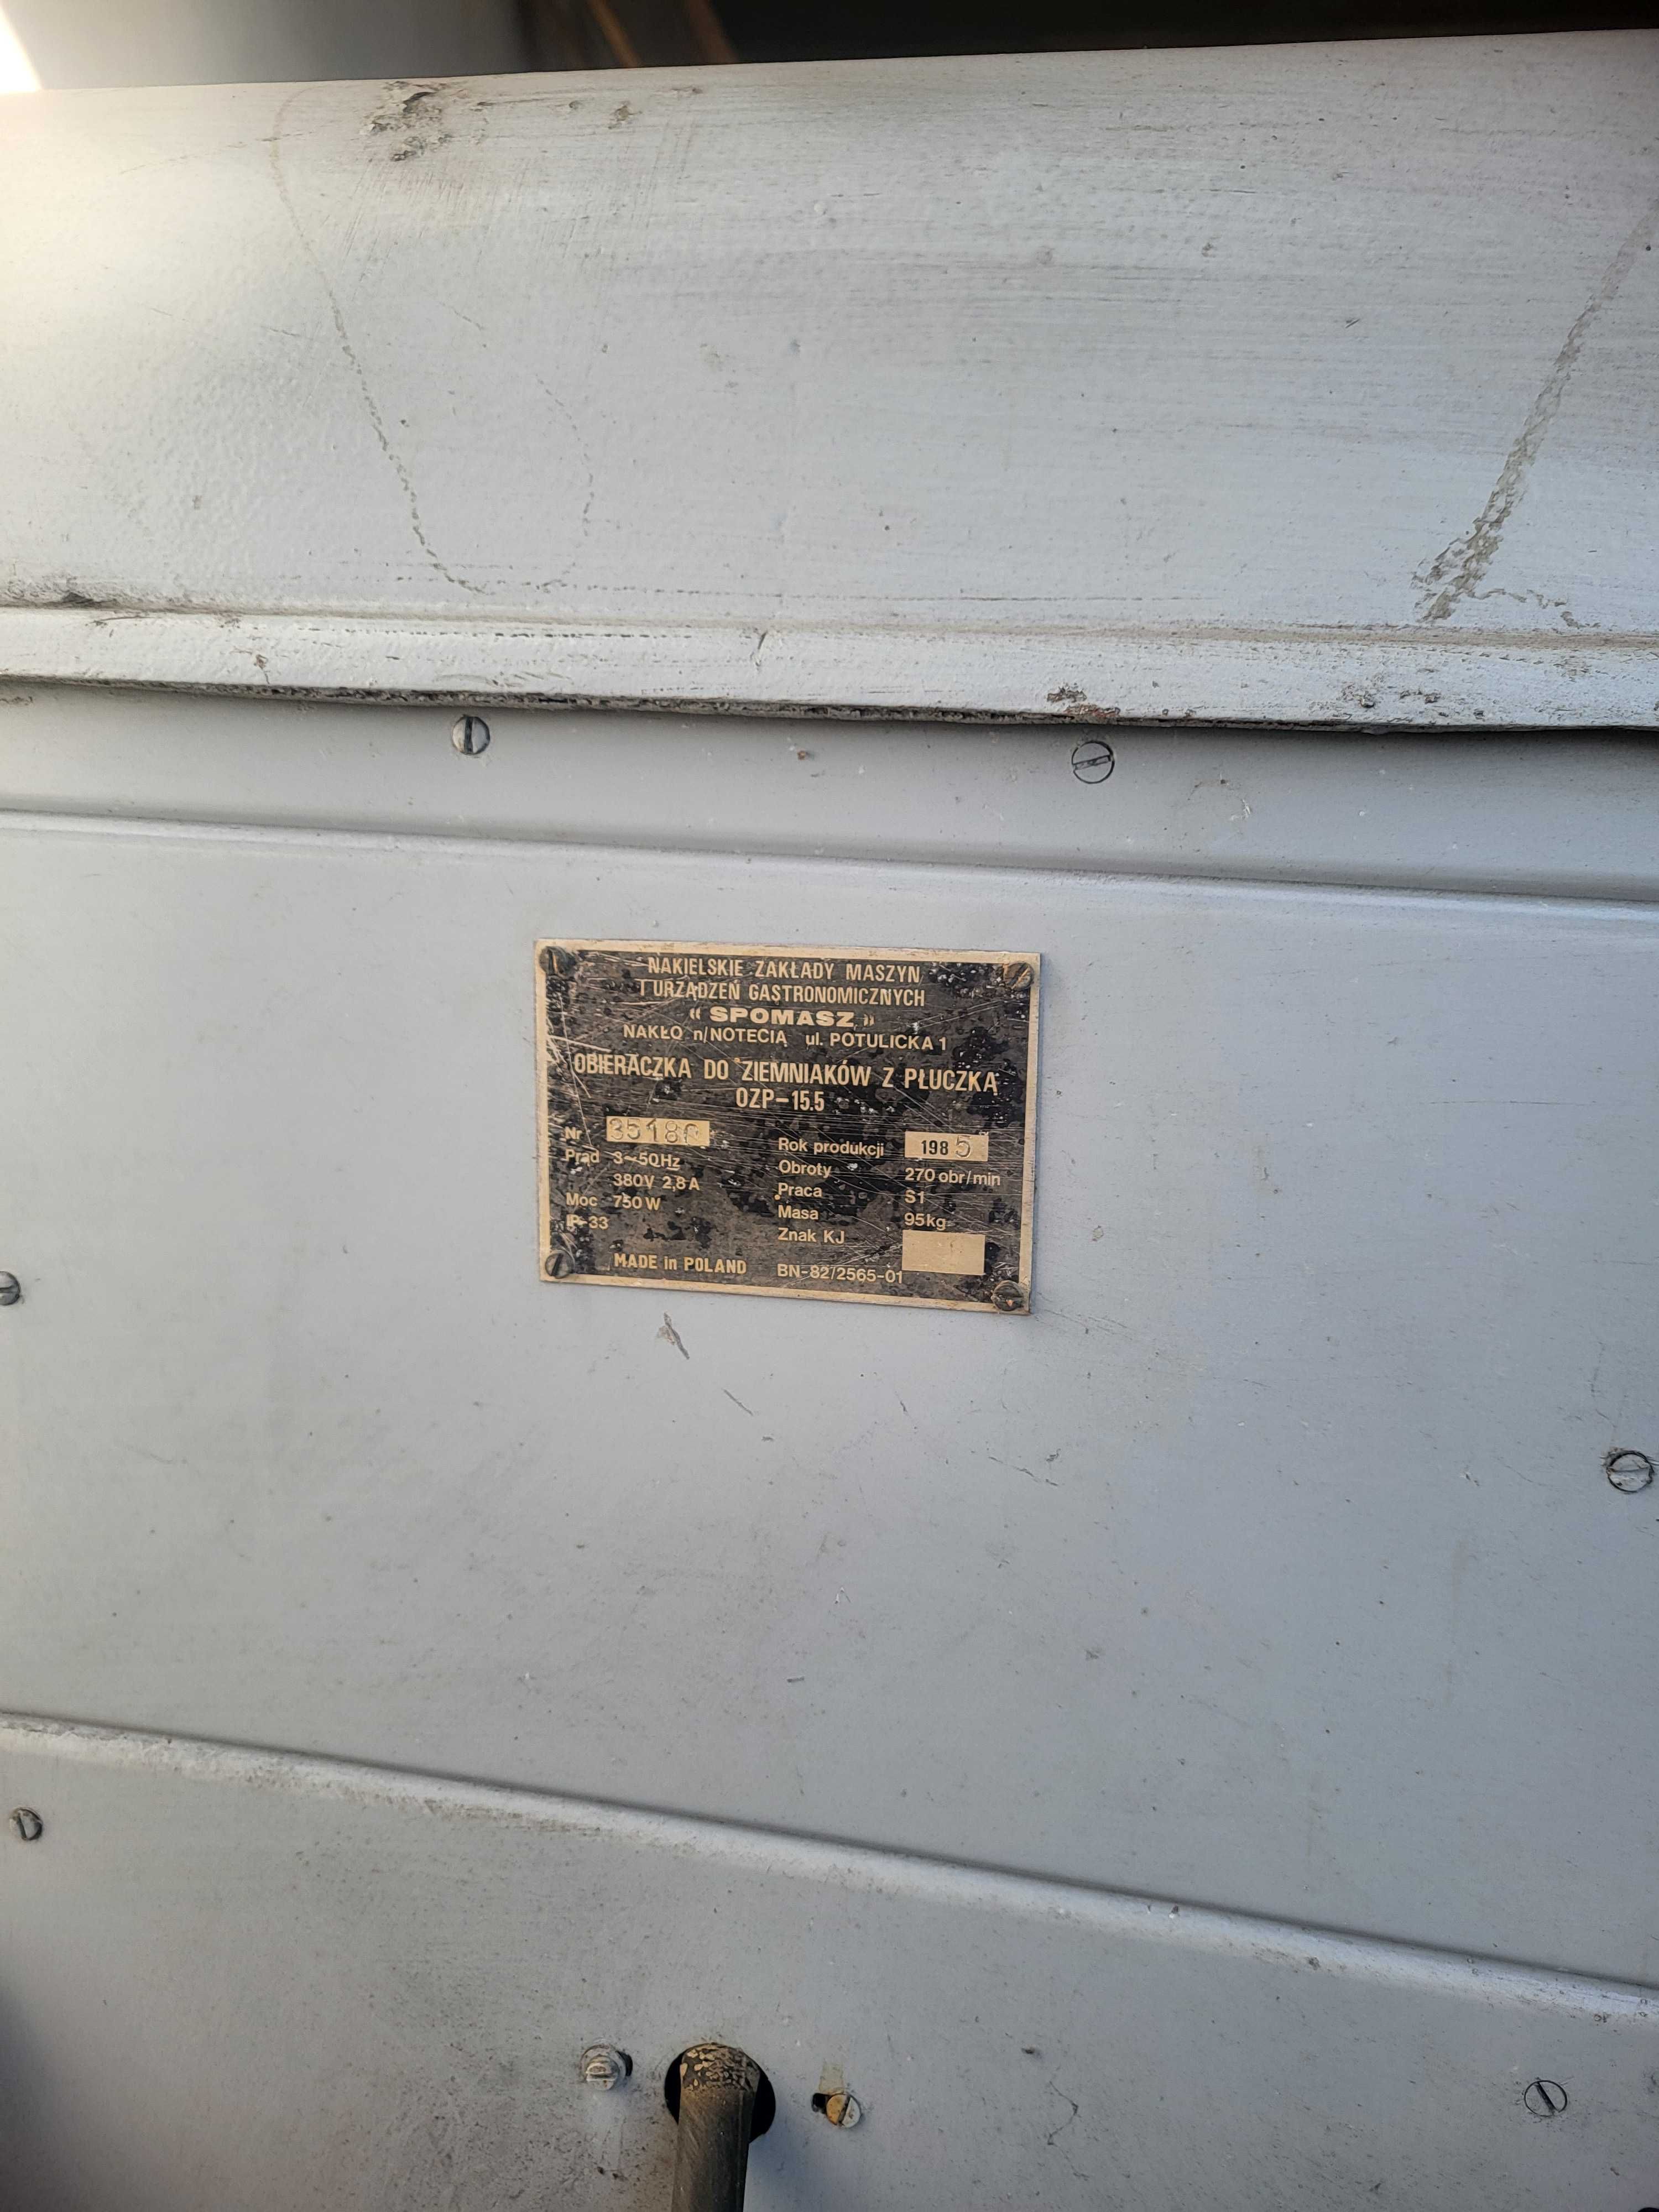 NAKIELSKIE ZAKŁADY MASZYN
I URZĄDZEŃ GASTRONOMICZNYCH
« SPOMASZ »
NAKŁO n/NOTECIĄ ul. POTULICKA 1
OBIERACZKA DO ZIEMNIAKÓW Z PŁUCZKĄ
OZP-15.5
Nr
Prąd 3~50Hz
380V 2,8A
Moc 750 W
IP-33
MADE in POLAND
Rok produkcji 1985
Obroty 270 obr/min
Praca S1
Masa 95kg
Znak KJ
BN-82/2565-01